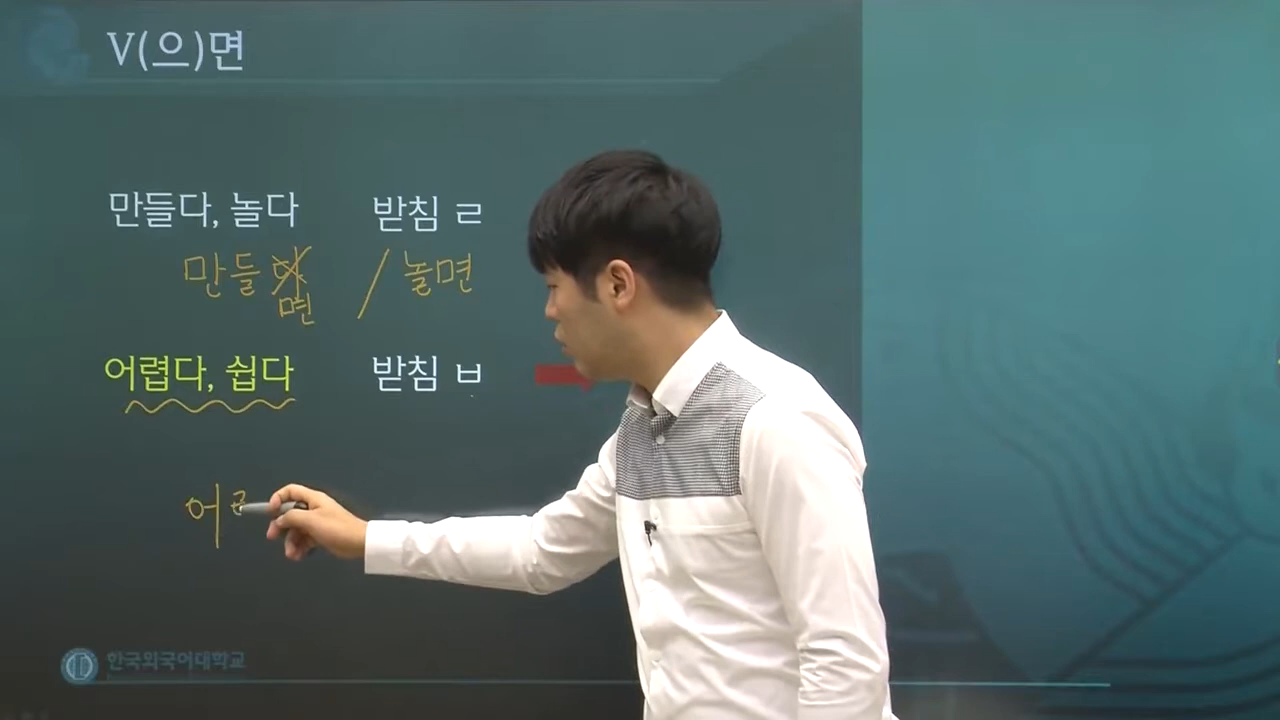 V(으)면
만들다, 놀다 받침 ㄹ
만들 면 / 놀면
어렵다, 쉽다 받침 ㅂ
어
한국외국어대학교